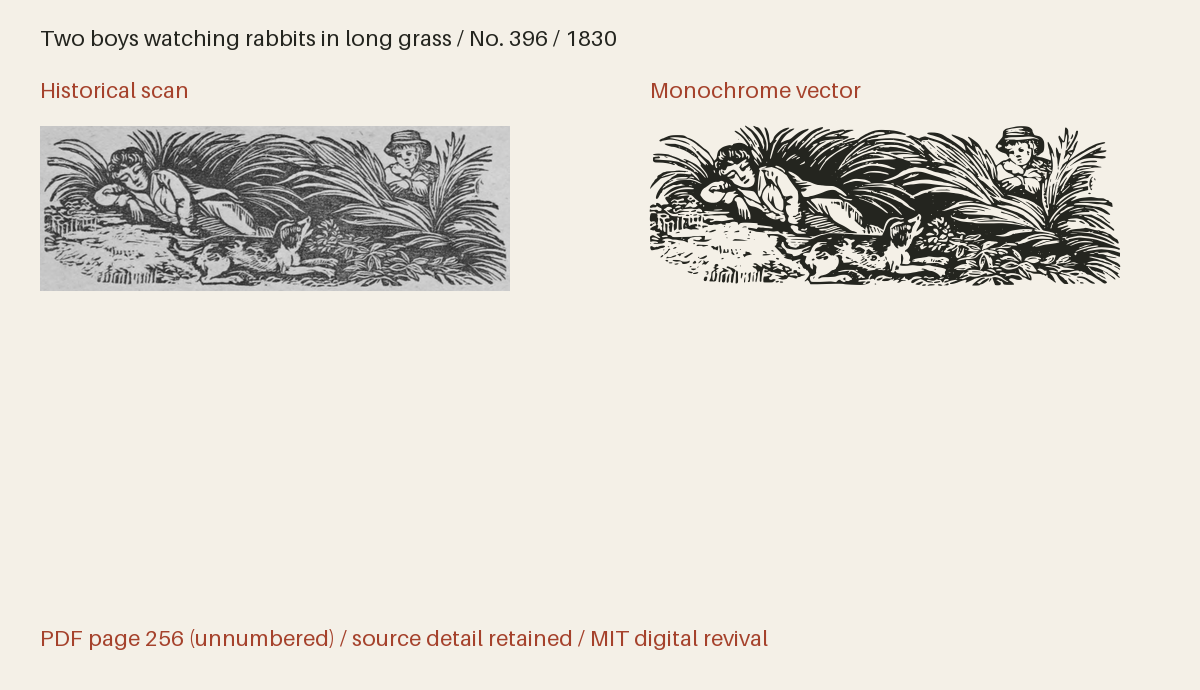 Two boys watching rabbits in long grass / No. 396 / 1830
Historical scan
Monochrome vector
PDF page 256 (unnumbered) / source detail retained / MIT digital revival